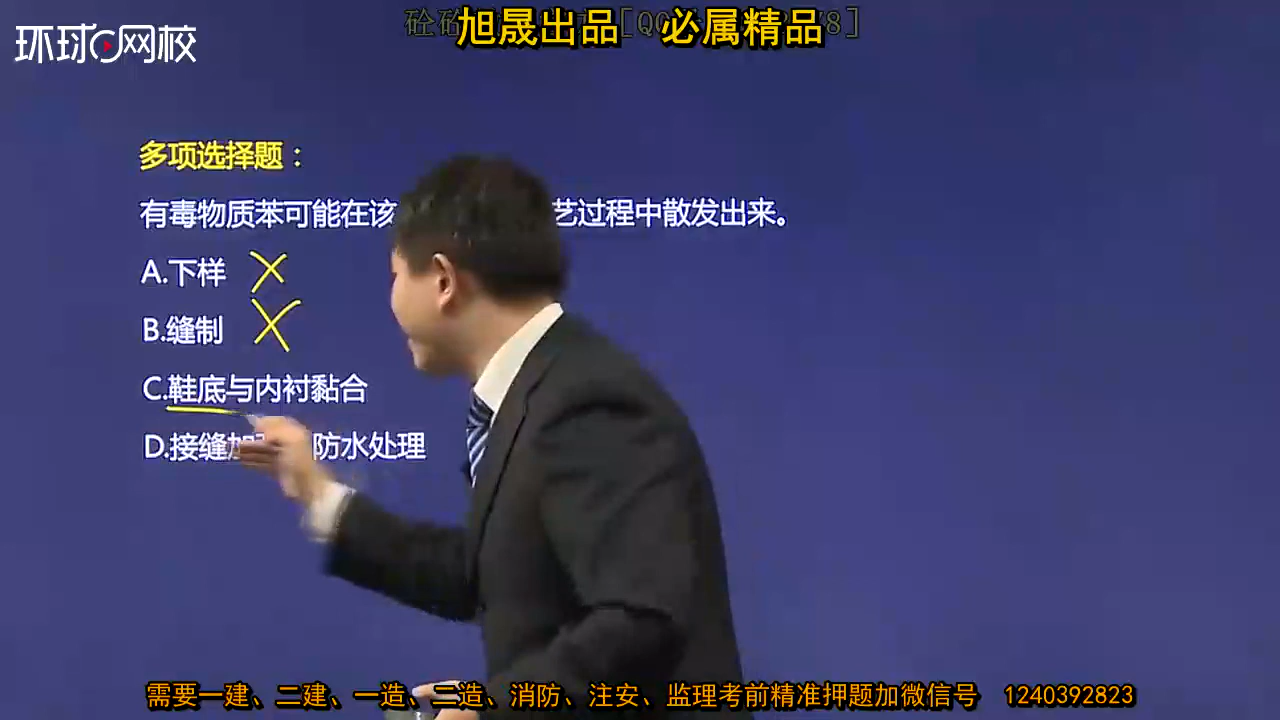 环球网校
旭晟出品 必属精品
多项选择题：
有毒物质苯可能在该 艺过程中散发出来。
A.下样
B.缝制
C.鞋底与内衬黏合
D.接缝 防水处理
需要一建、二建、一造、二造、消防、注安、监理考前精准押题加微信号 1240392823